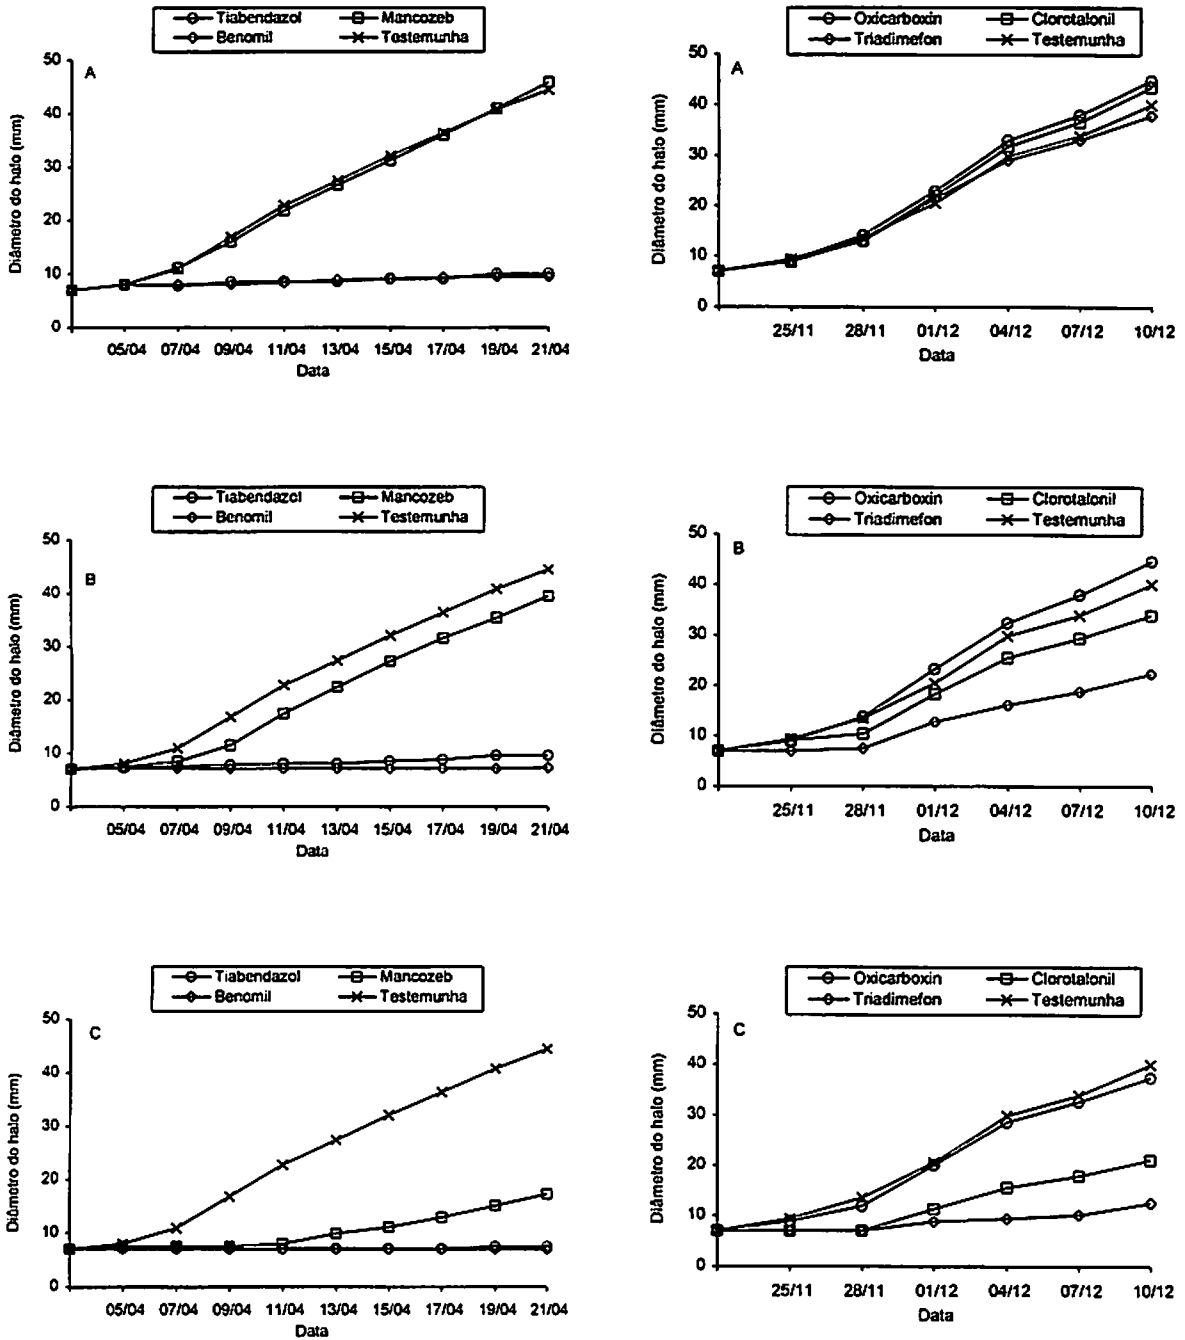 Tiabendazol Mancozeb
Benomil Testemunha
A
Diâmetro do halo (mm)
50
40
30
20
10
0
05/04 07/04 09/04 11/04 13/04 15/04 17/04 19/04 21/04
Data
Oxicarboxin Clorotalonil
Triadimefon Testemunha
A
Diâmetro do halo (mm)
50
40
30
20
10
0
25/11 28/11 01/12 04/12 07/12 10/12
Data
Tiabendazol Mancozeb
Benomil Testemunha
B
Diâmetro do halo (mm)
50
40
30
20
10
0
05/04 07/04 09/04 11/04 13/04 15/04 17/04 19/04 21/04
Data
Oxicarboxin Clorotalonil
Triadimefon Testemunha
B
Diâmetro do halo (mm)
50
40
30
20
10
0
25/11 28/11 01/12 04/12 07/12 10/12
Data
Tiabendazol Mancozeb
Benomil Testemunha
C
Diâmetro do halo (mm)
50
40
30
20
10
0
05/04 07/04 09/04 11/04 13/04 15/04 17/04 19/04 21/04
Data
Oxicarboxin Clorotalonil
Triadimefon Testemunha
C
Diâmetro do halo (mm)
50
40
30
20
10
0
25/11 28/11 01/12 04/12 07/12 10/12
Data